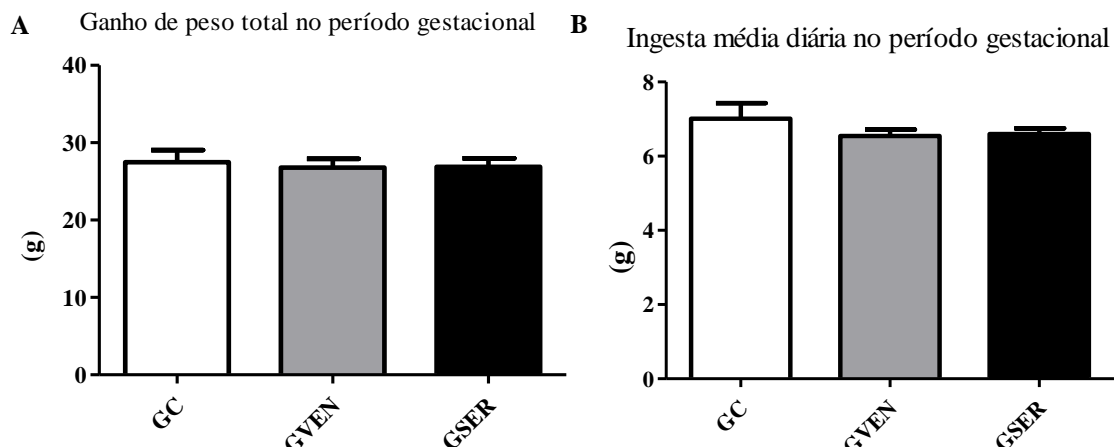 A
Ganho de peso total no período gestacional
40
30
20
10
0
(g)
GC
GVEN
GSER
B
Ingesta média diária no período gestacional
8
6
4
2
0
(g)
GC
GVEN
GSER